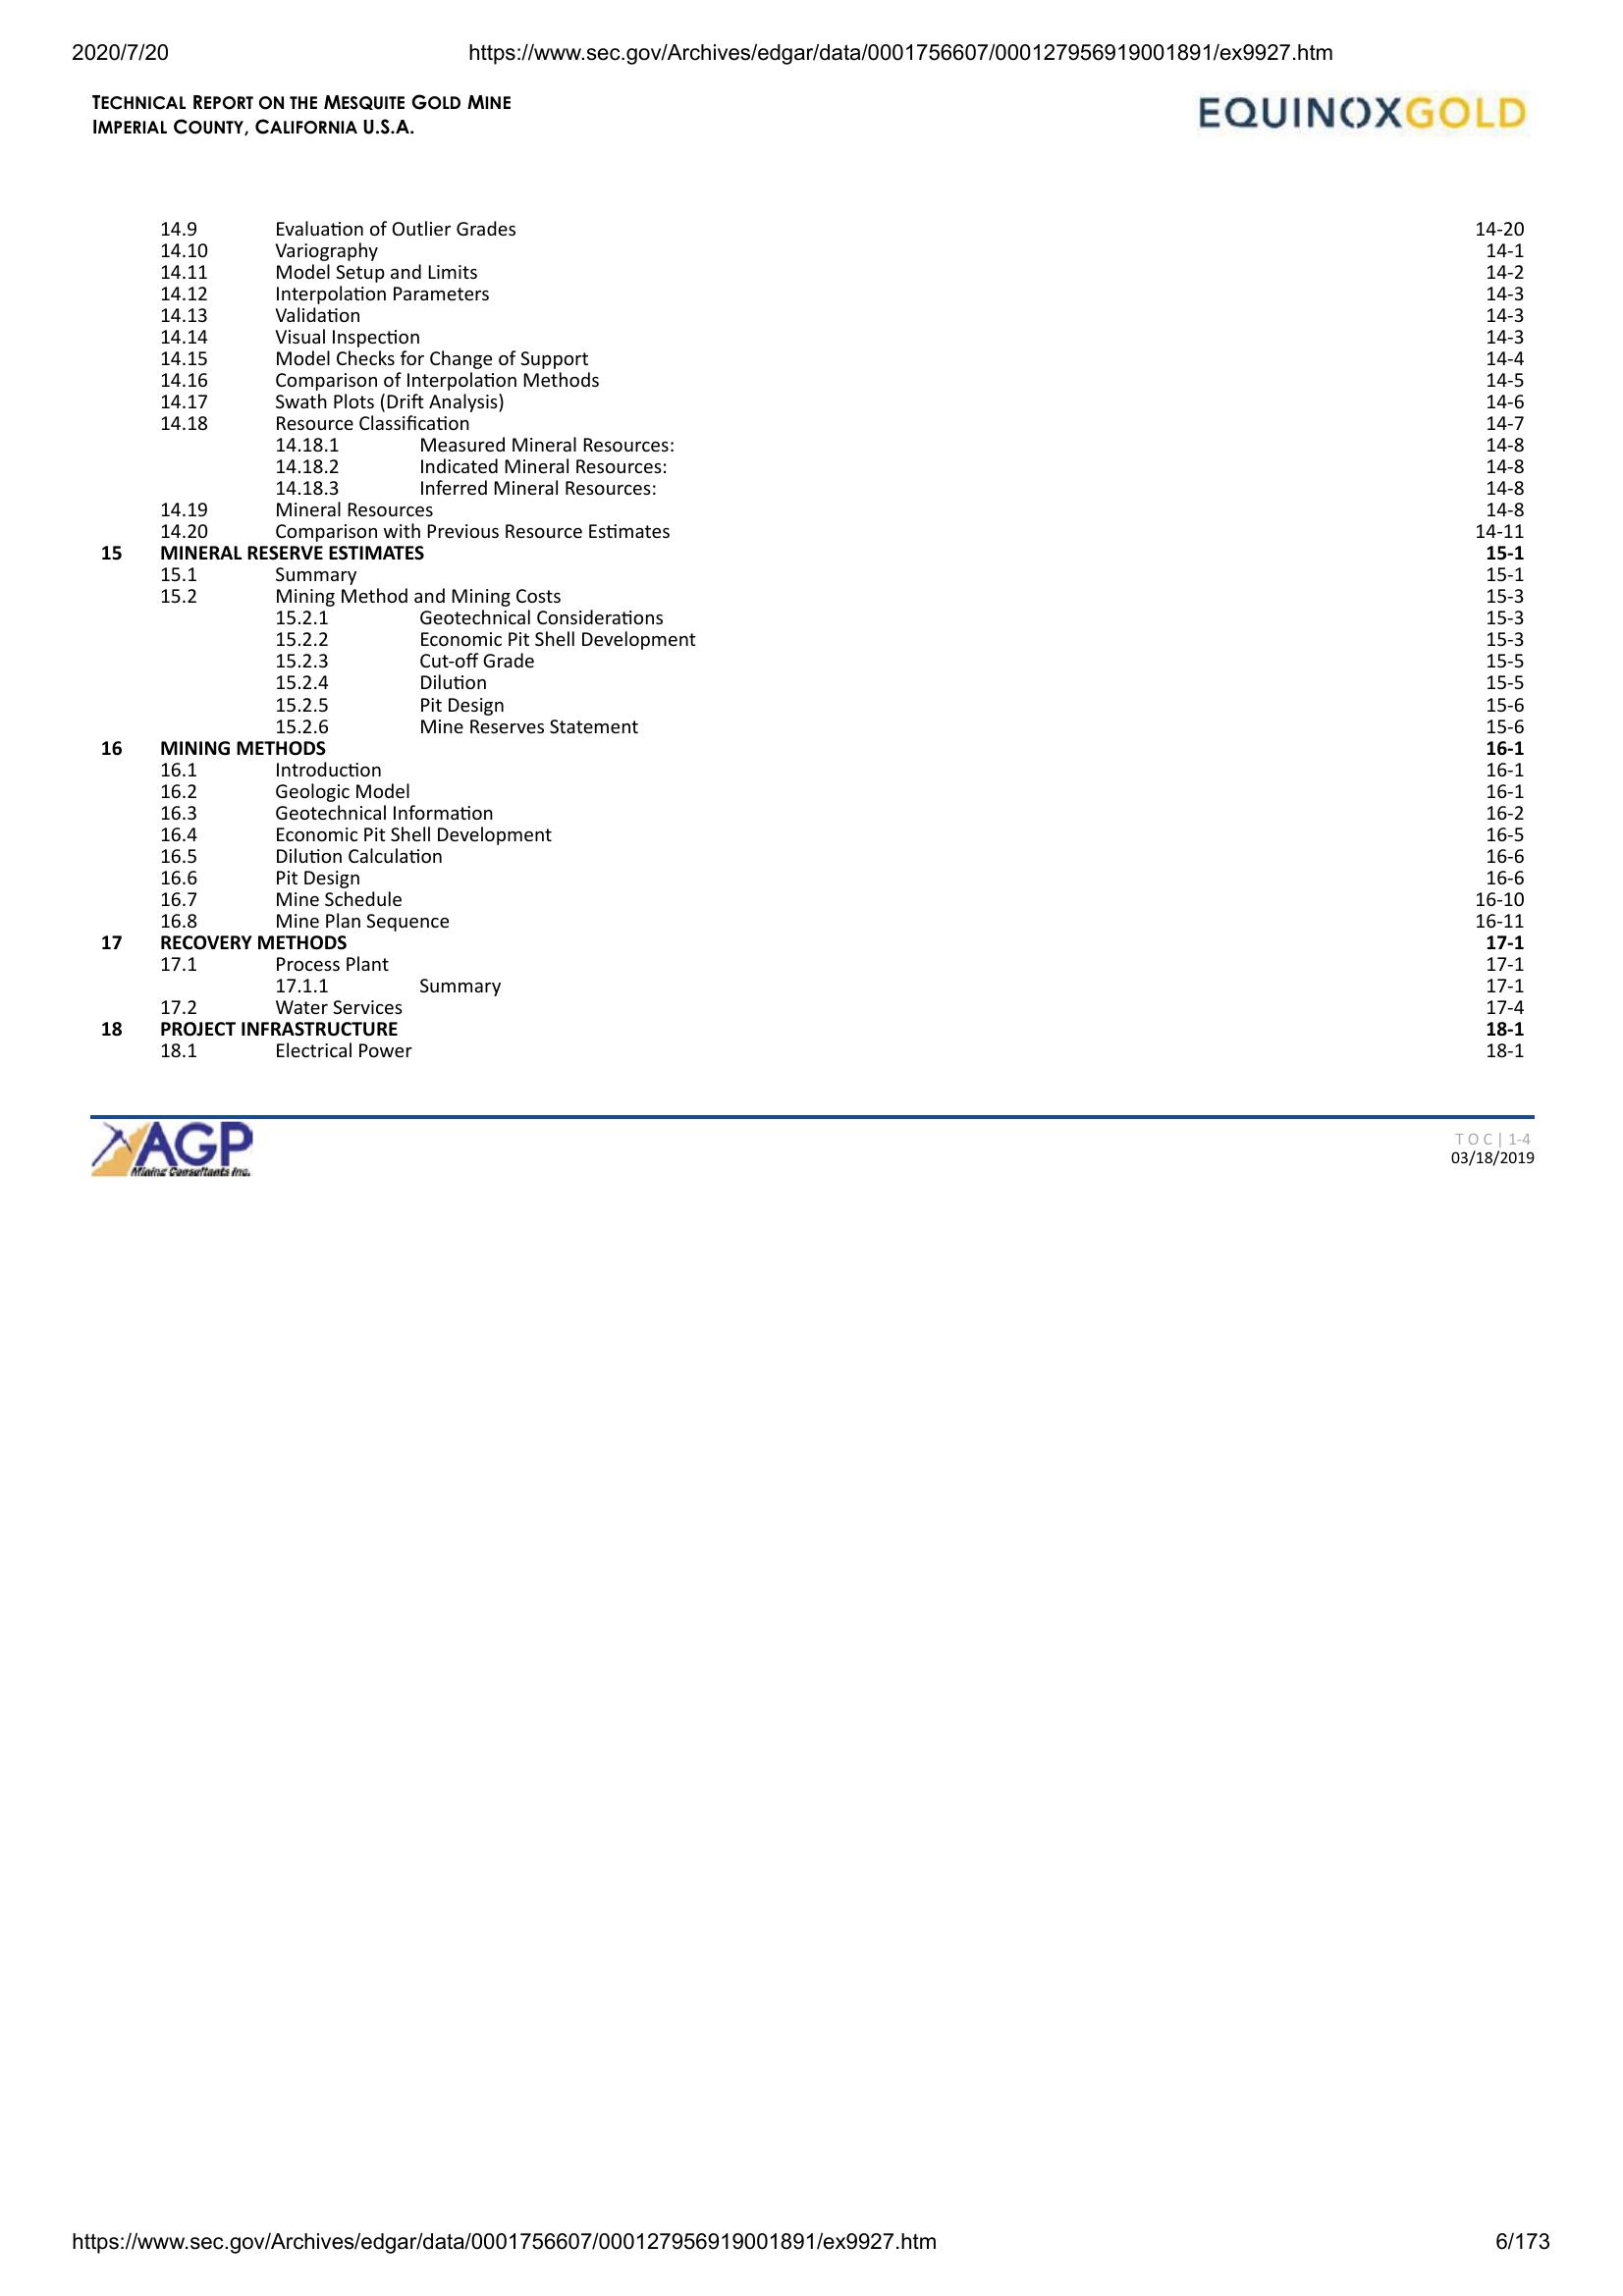 2020/7/20 https://www.sec.gov/Archives/edgar/data/0001756607/000127956919001891/ex9927.htm
TECHNICAL REPORT ON THE MESQUITE GOLD MINE
IMPERIAL COUNTY, CALIFORNIA U.S.A.
EQUINOXGOLD
14.9 Evaluation of Outlier Grades 14-20
14.10 Variography 14-1
14.11 Model Setup and Limits 14-2
14.12 Interpolation Parameters 14-3
14.13 Validation 14-3
14.14 Visual Inspection 14-3
14.15 Model Checks for Change of Support 14-4
14.16 Comparison of Interpolation Methods 14-5
14.17 Swath Plots (Drift Analysis) 14-6
14.18 Resource Classification 14-7
14.18.1 Measured Mineral Resources: 14-8
14.18.2 Indicated Mineral Resources: 14-8
14.18.3 Inferred Mineral Resources: 14-8
14.19 Mineral Resources 14-8
14.20 Comparison with Previous Resource Estimates 14-11
15 MINERAL RESERVE ESTIMATES 15-1
15.1 Summary 15-1
15.2 Mining Method and Mining Costs 15-3
15.2.1 Geotechnical Considerations 15-3
15.2.2 Economic Pit Shell Development 15-3
15.2.3 Cut-off Grade 15-5
15.2.4 Dilution 15-5
15.2.5 Pit Design 15-6
15.2.6 Mine Reserves Statement 15-6
16 MINING METHODS 16-1
16.1 Introduction 16-1
16.2 Geologic Model 16-1
16.3 Geotechnical Information 16-2
16.4 Economic Pit Shell Development 16-5
16.5 Dilution Calculation 16-6
16.6 Pit Design 16-6
16.7 Mine Schedule 16-10
16.8 Mine Plan Sequence 16-11
17 RECOVERY METHODS 17-1
17.1 Process Plant 17-1
17.1.1 Summary 17-1
17.2 Water Services 17-4
18 PROJECT INFRASTRUCTURE 18-1
18.1 Electrical Power 18-1
AGP
Mining Consultants Inc.
TOC| 1-4
03/18/2019
https://www.sec.gov/Archives/edgar/data/0001756607/000127956919001891/ex9927.htm 6/173